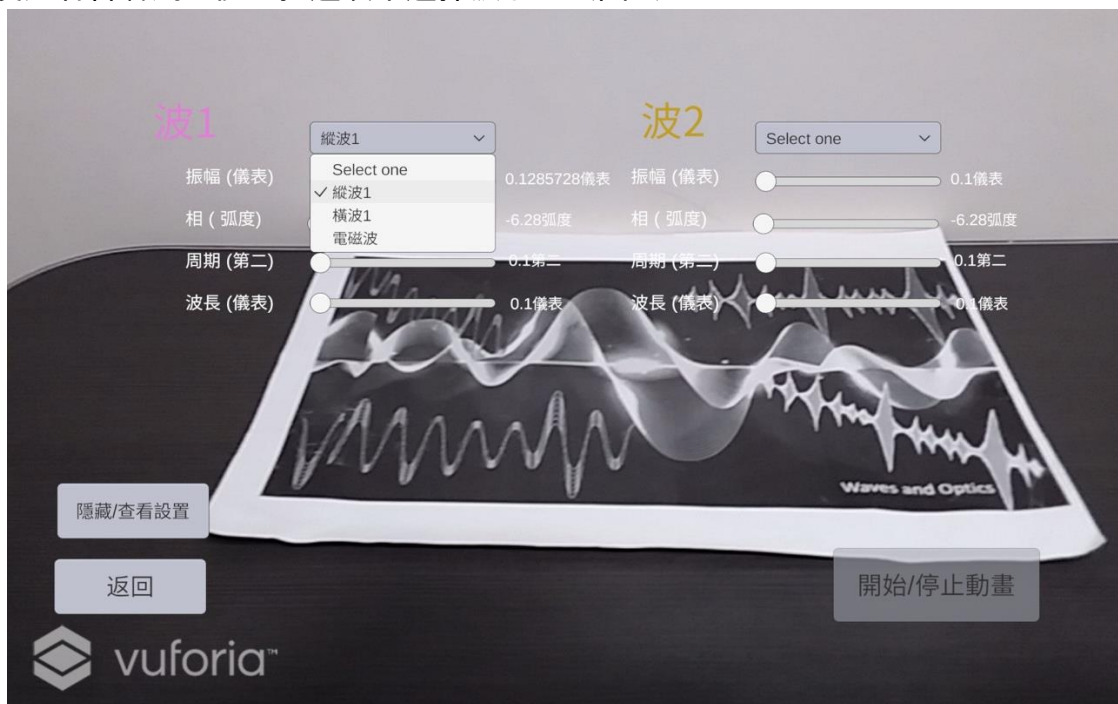 波1
縱波1
Select one
縱波1
橫波1
電磁波
振幅 (儀表)
0.1285728儀表
相 ( 弧度)
-6.28弧度
周期 (第二)
0.1第二
波長 (儀表)
0.1儀表
波2
Select one
振幅 (儀表)
0.1儀表
相 ( 弧度)
-6.28弧度
周期 (第二)
0.1第二
波長 (儀表)
0.1儀表
Waves and Optics
隱藏/查看設置
返回
開始/停止動畫
vuforia™